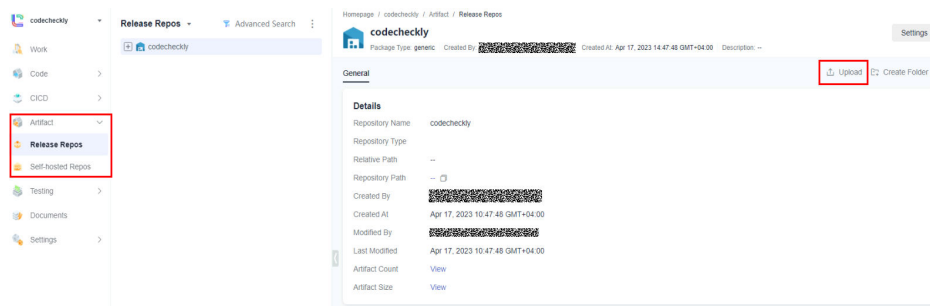 codecheckly
Work
Code
CICD
Artifact
Release Repos
Self-hosted Repos
Testing
Documents
Settings
Release Repos
Advanced Search
codecheckly
Homepage / codecheckly / Artifact / Release Repos
codecheckly
Package Type: generic Created By: Created At: Apr 17, 2023 14:47:48 GMT+04:00 Description: --
Settings
General
Upload
Create Folder
Details
Repository Name codecheckly
Repository Type
Relative Path --
Repository Path --
Created By
Created At Apr 17, 2023 10:47:48 GMT+04:00
Modified By
Last Modified Apr 17, 2023 10:47:48 GMT+04:00
Artifact Count View
Artifact Size View